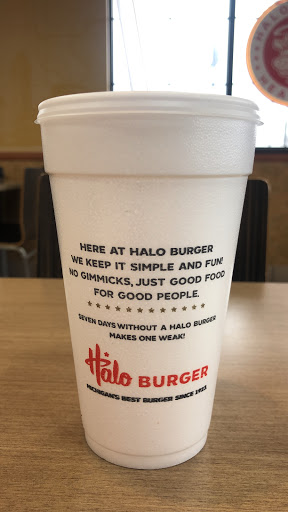 HERE AT HALO BURGER
WE KEEP IT SIMPLE AND FUN!
NO GIMMICKS, JUST GOOD FOOD
FOR GOOD PEOPLE.
SEVEN DAYS WITHOUT A HALO BURGER
MAKES ONE WEAK!
Halo BURGER
MICHIGAN'S BEST BURGER SINCE 1923